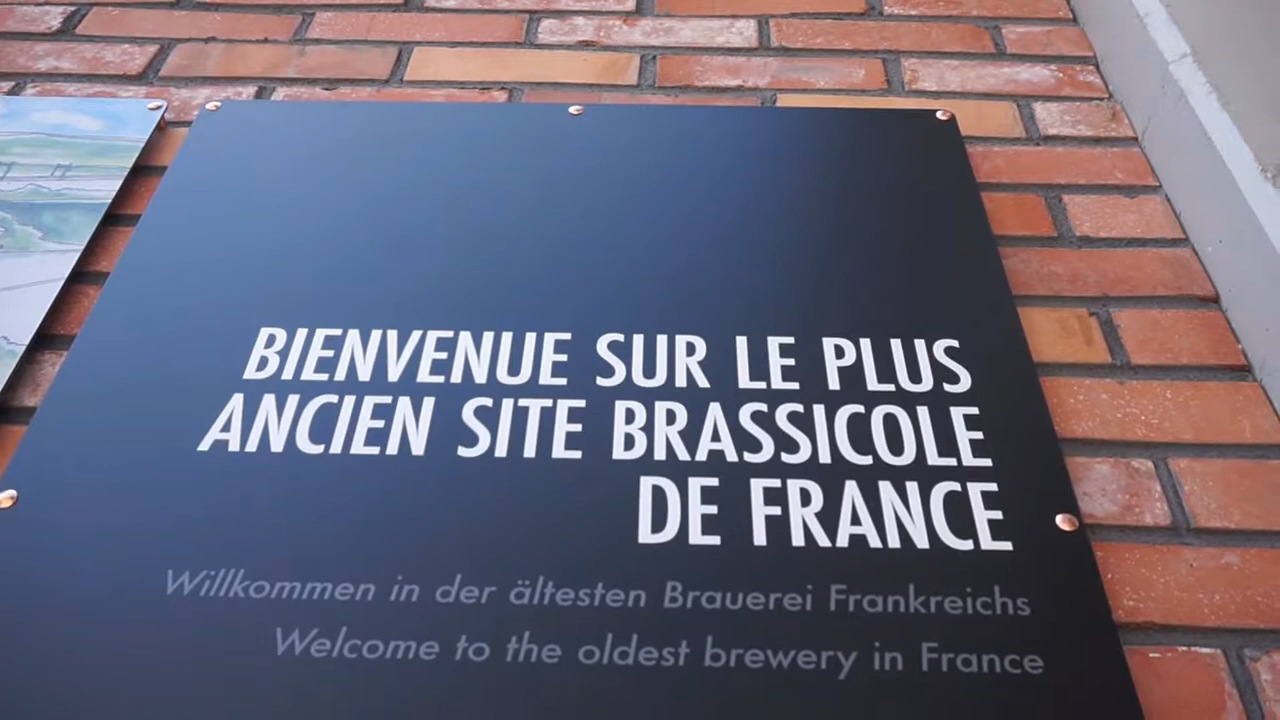 BIENVENUE SUR LE PLUS
ANCIEN SITE BRASSICOLE
DE FRANCE
Willkommen in der ältesten Brauerei Frankreichs
Welcome to the oldest brewery in France